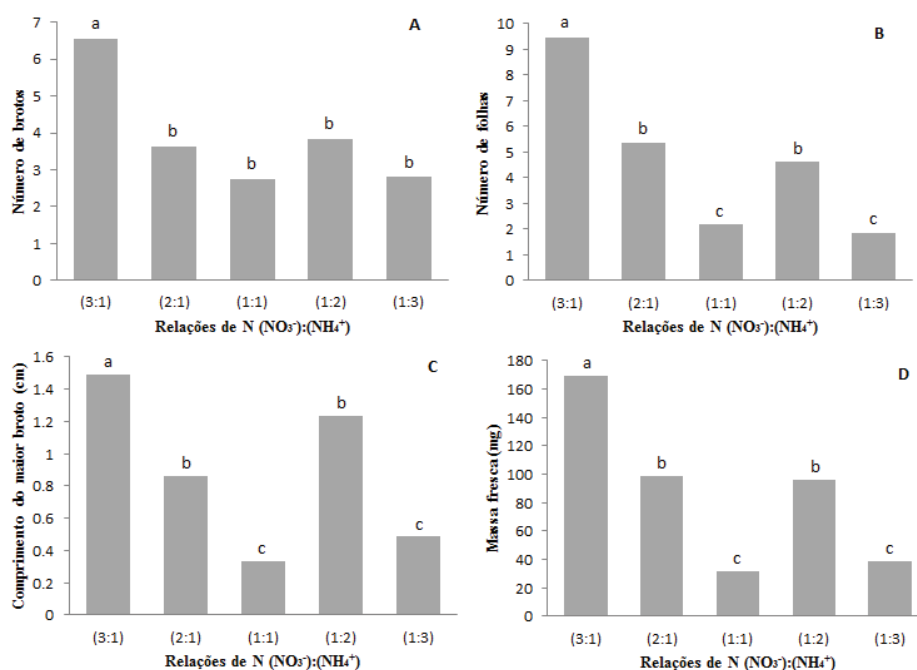 A
Número de brotos
7
6
5
4
3
2
1
0
a
b
b
b
b
(3:1) (2:1) (1:1) (1:2) (1:3)
Relações de N (NO₃⁻):(NH₄⁺)
B
Número de folhas
10
9
8
7
6
5
4
3
2
1
0
a
b
c
b
c
(3:1) (2:1) (1:1) (1:2) (1:3)
Relações de N (NO₃⁻):(NH₄⁺)
C
Comprimento do maior broto (cm)
1.6
1.4
1.2
1
0.8
0.6
0.4
0.2
0
a
b
c
b
c
(3:1) (2:1) (1:1) (1:2) (1:3)
Relações de N (NO₃⁻):(NH₄⁺)
D
Massa fresca (mg)
180
160
140
120
100
80
60
40
20
0
a
b
c
b
c
(3:1) (2:1) (1:1) (1:2) (1:3)
Relações de N (NO₃⁻):(NH₄⁺)